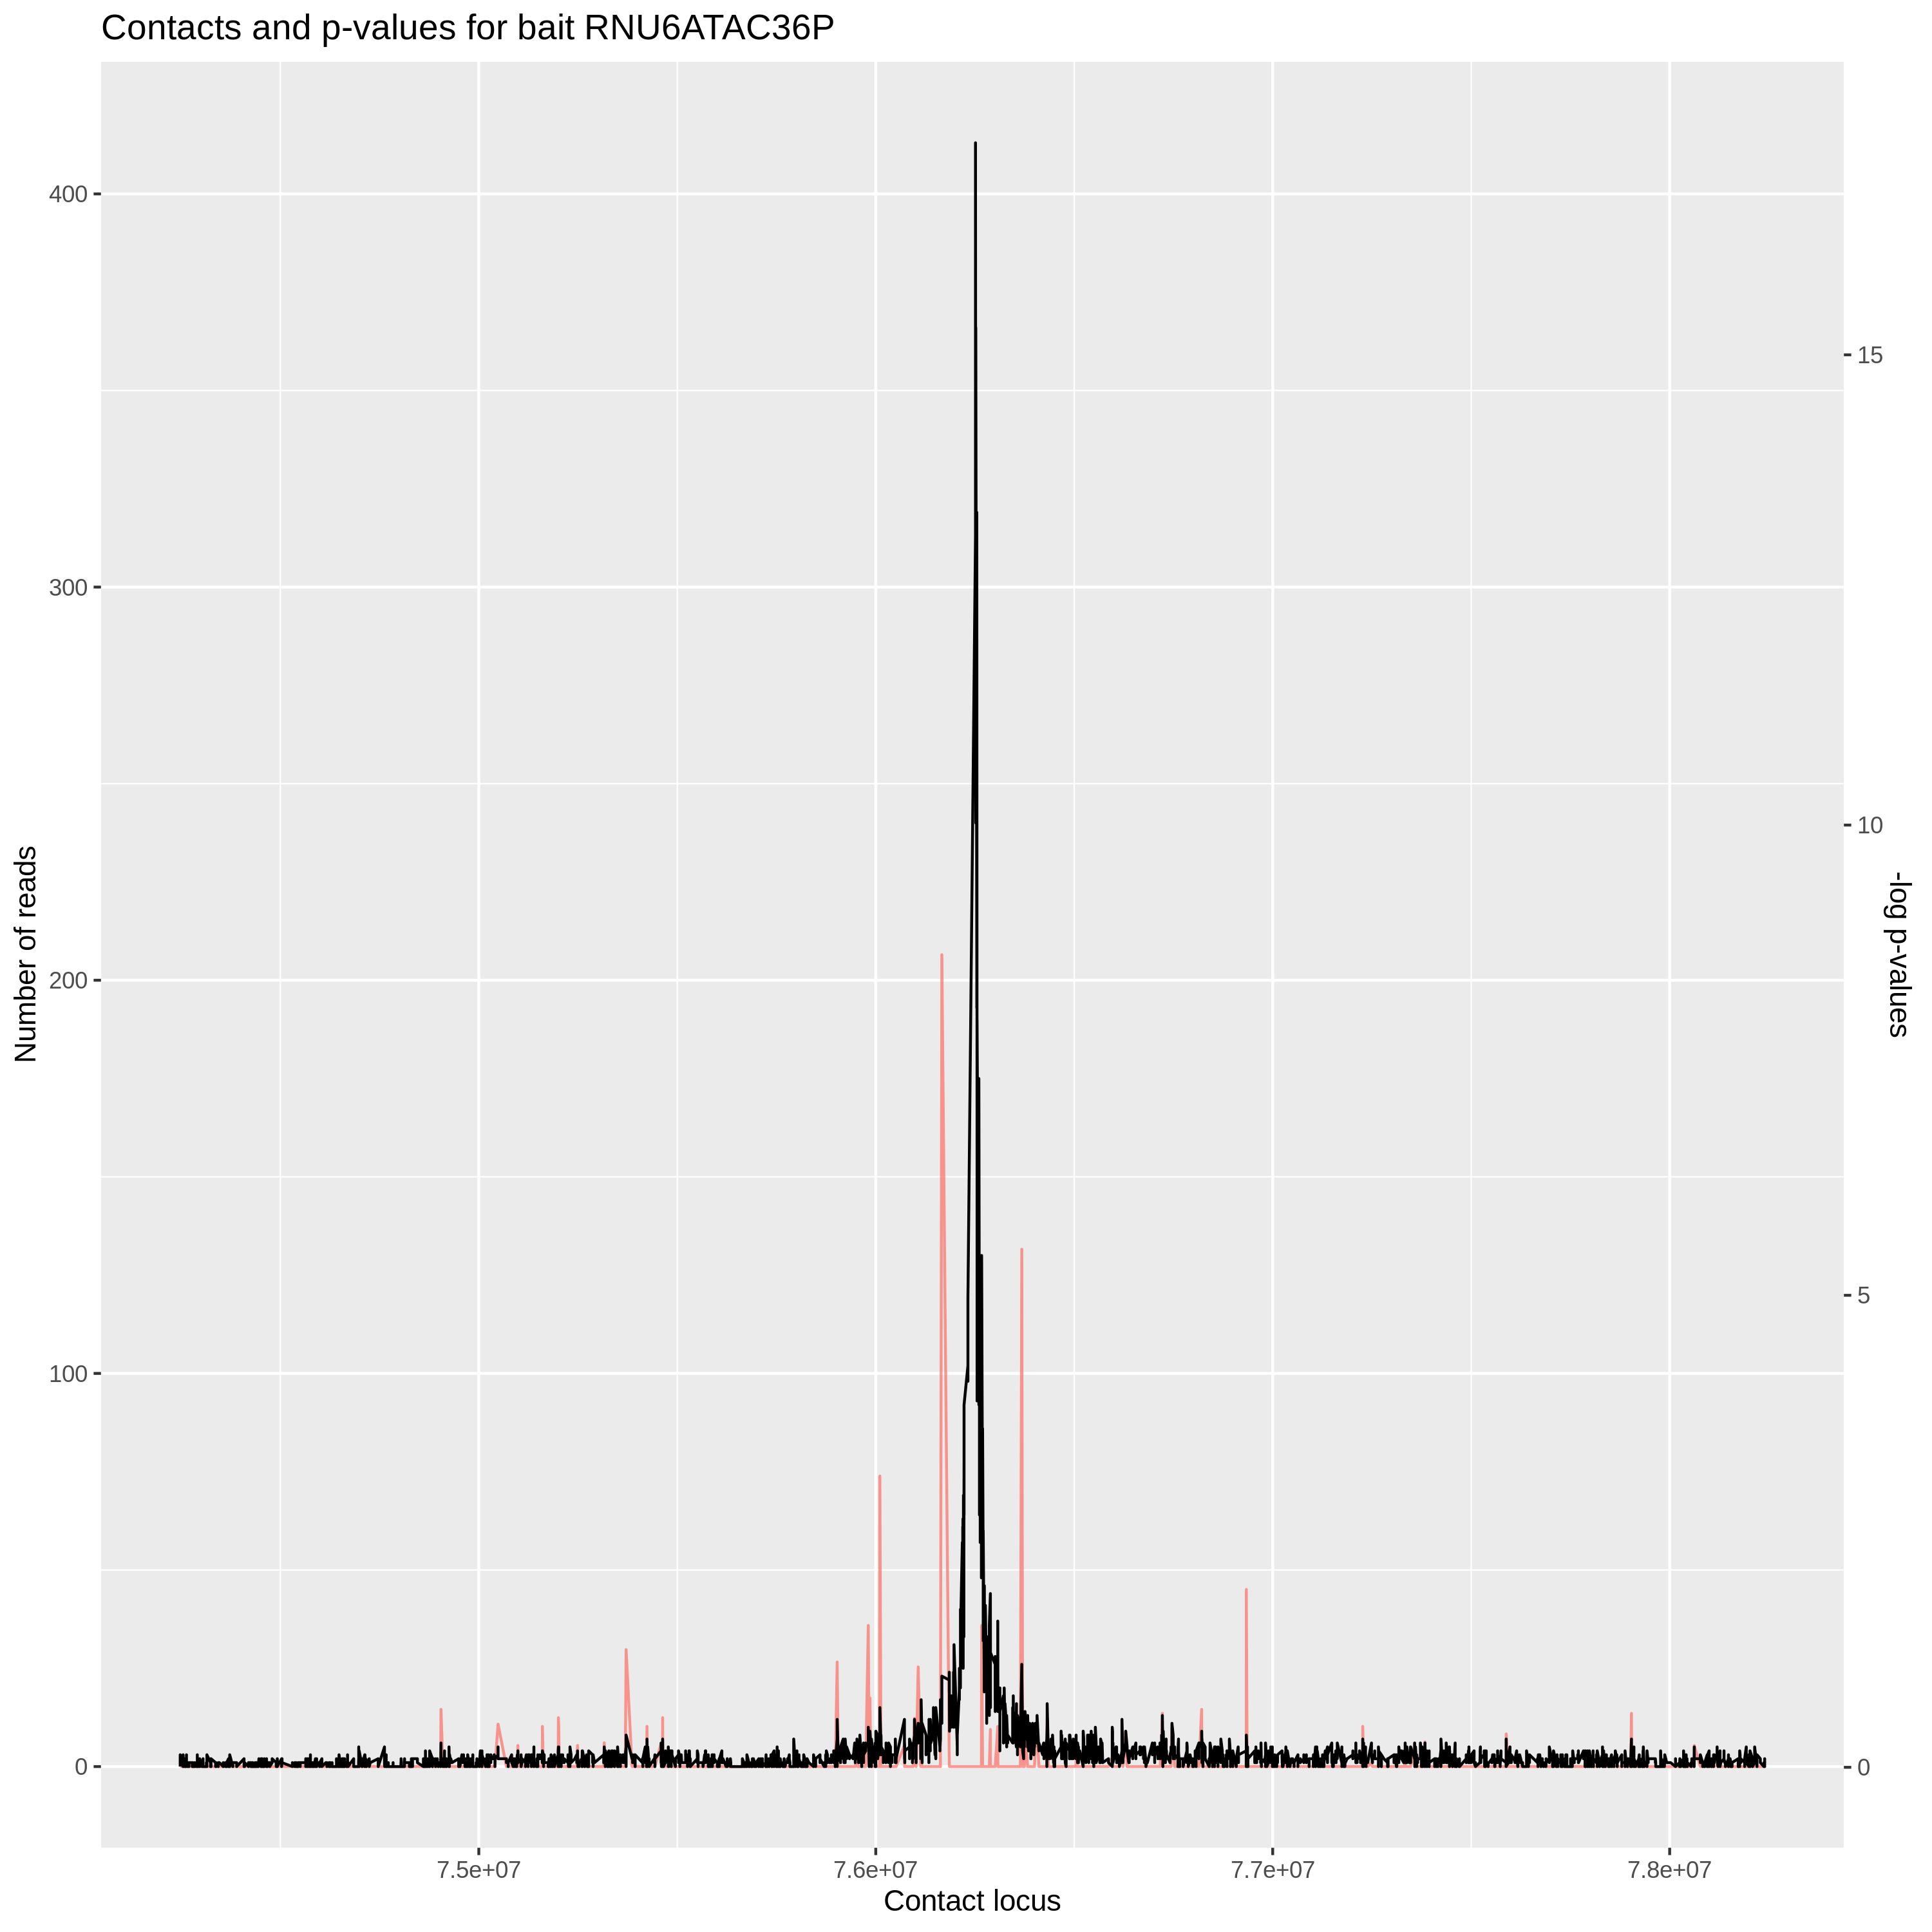 Contacts and p-values for bait RNU6ATAC36P
400
300
200
100
0
15
10
5
0
Number of reads
-log p-values
7.5e+07
7.6e+07
7.7e+07
7.8e+07
Contact locus